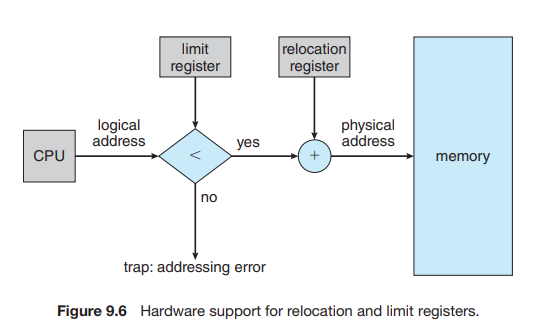 limit
register
relocation
register
logical
address
physical
address
CPU
<
yes
+
memory
no
trap: addressing error
Figure 9.6 Hardware support for relocation and limit registers.